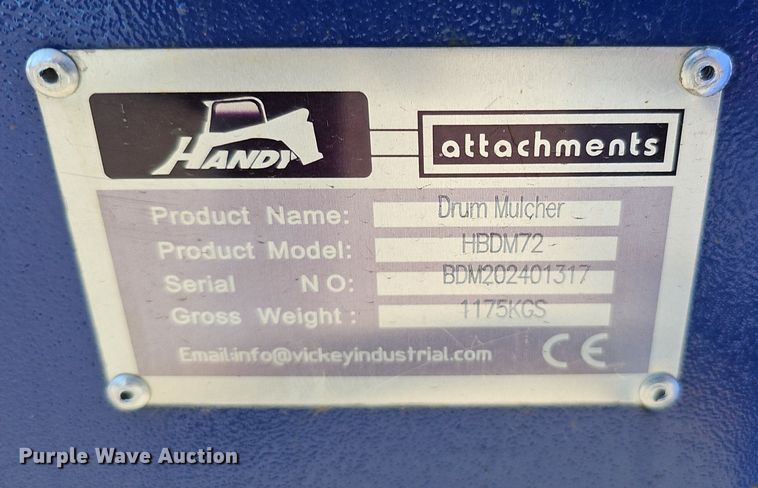 HANDY
attachments
Product Name: Drum Mulcher
Product Model: HBDM72
Serial NO: BDM202401317
Gross Weight: 1175KGS
Email:info@vickeyindustrial.com CE
Purple Wave Auction